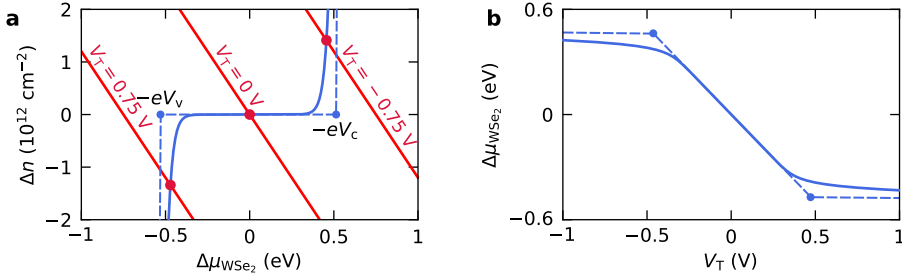 a
b
Δn (10¹² cm⁻²)
2
1
0
−1
−2
V_T = 0.75 V
V_T = 0 V
V_T = − 0.75 V
−eV_v
−eV_c
−1
−0.5
0
0.5
1
Δμ_WSe₂ (eV)
Δμ_WSe₂ (eV)
0.6
0
−0.6
−1
−0.5
0
0.5
1
V_T (V)